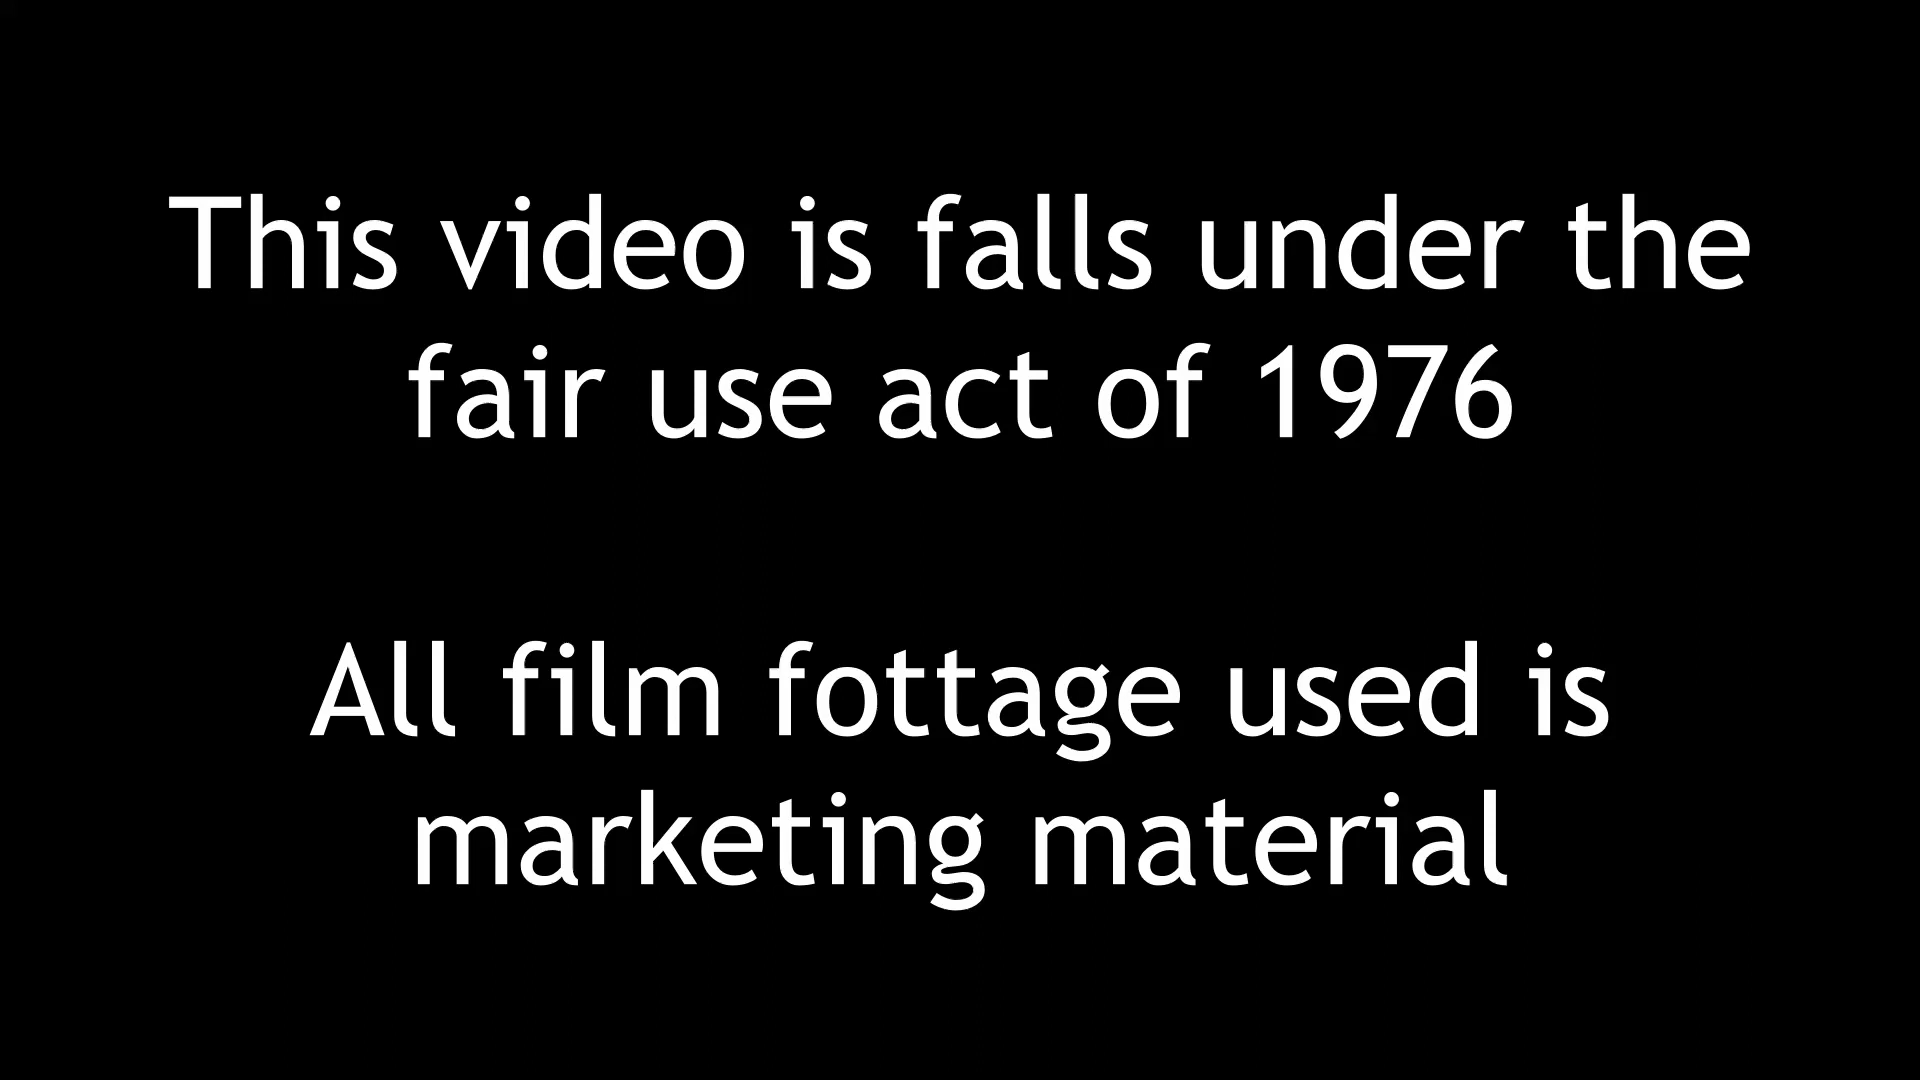 This video is falls under the
fair use act of 1976
All film fottage used is
marketing material